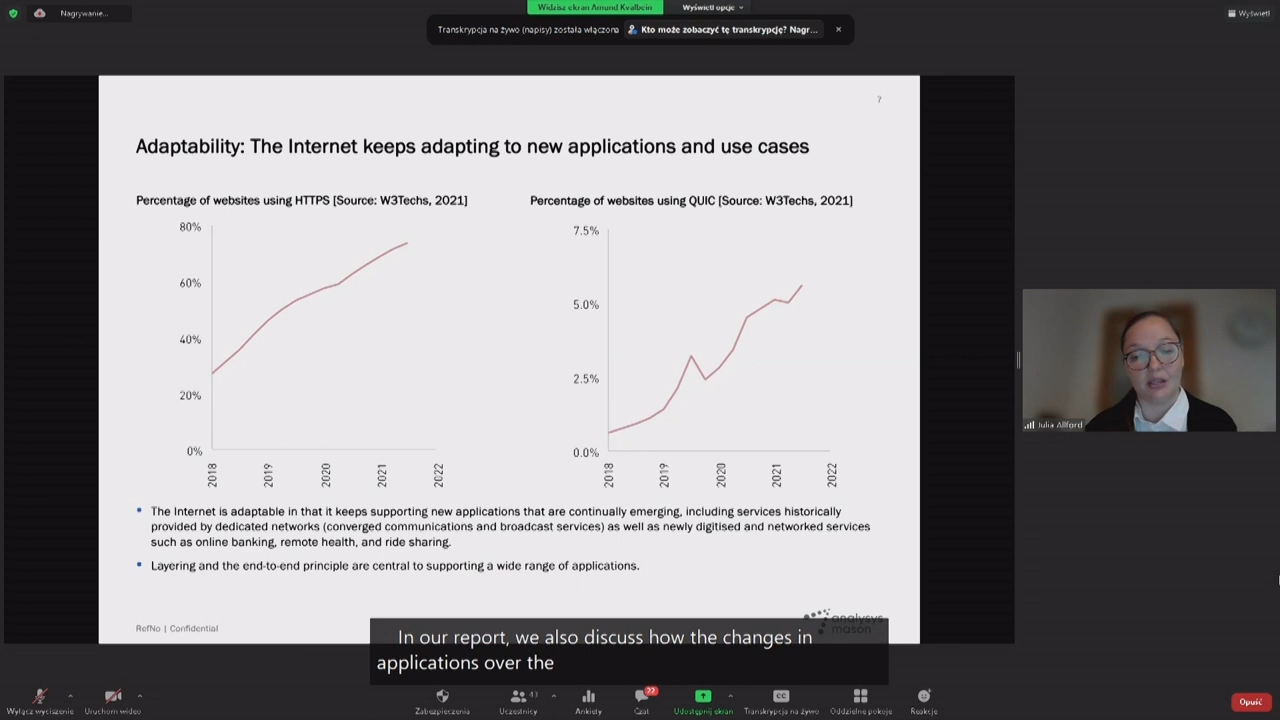 Nagrywanie...
Widzisz ekran Amund Kvalbein
Wyświetl opcje
Wyświetl
Transkrypcja na żywo (napisy) została włączona
Kto może zobaczyć tę transkrypcję? Nagr...
7
Adaptability: The Internet keeps adapting to new applications and use cases
Percentage of websites using HTTPS [Source: W3Techs, 2021]
80%
60%
40%
20%
0%
2018
2019
2020
2021
2022
Percentage of websites using QUIC [Source: W3Techs, 2021]
7.5%
5.0%
2.5%
0.0%
2018
2019
2020
2021
2022
The Internet is adaptable in that it keeps supporting new applications that are continually emerging, including services historically
provided by dedicated networks (converged communications and broadcast services) as well as newly digitised and networked services
such as online banking, remote health, and ride sharing.
Layering and the end-to-end principle are central to supporting a wide range of applications.
Julia Allford
RefNo | Confidential
analysys
mason
In our report, we also discuss how the changes in
applications over the
Wyłącz wyciszenie
Uruchom wideo
Zabezpieczenia
43
Uczestnicy
Ankiety
22
Czat
Udostępnij ekran
CC
Transkrypcja na żywo
Oddzielne pokoje
Reakcje
Opuść